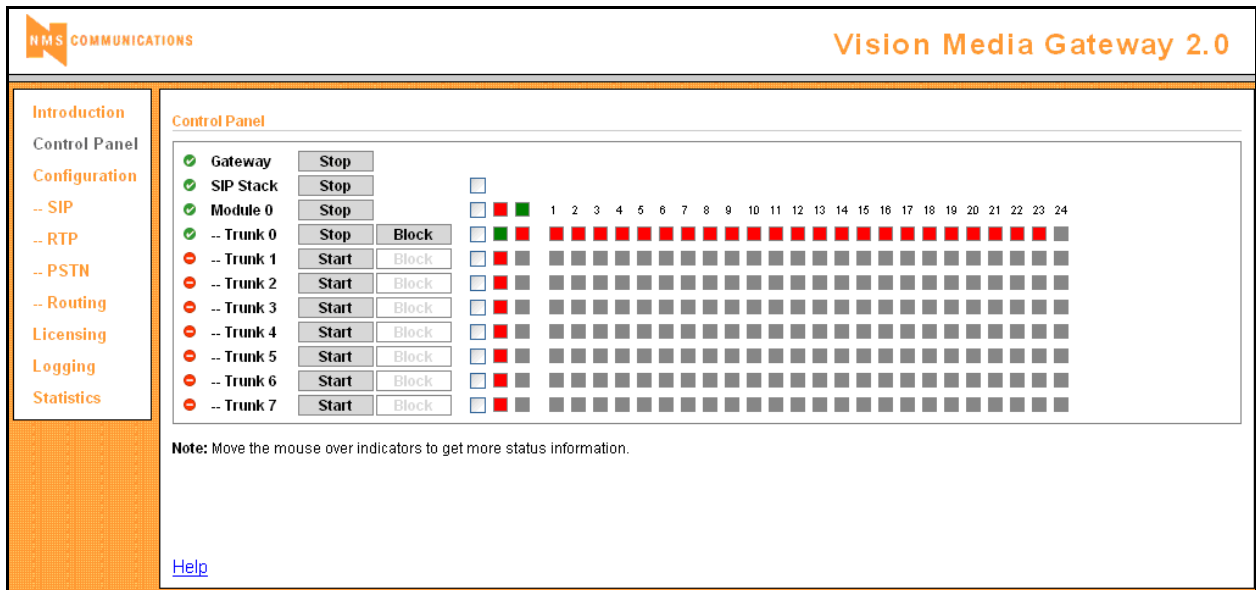 NMS COMMUNICATIONS
Vision Media Gateway 2.0
Introduction
Control Panel
Configuration
-- SIP
-- RTP
-- PSTN
-- Routing
Licensing
Logging
Statistics
Control Panel
Gateway Stop
SIP Stack Stop
Module 0 Stop 1 2 3 4 5 6 7 8 9 10 11 12 13 14 15 16 17 18 19 20 21 22 23 24
-- Trunk 0 Stop Block
-- Trunk 1 Start Block
-- Trunk 2 Start Block
-- Trunk 3 Start Block
-- Trunk 4 Start Block
-- Trunk 5 Start Block
-- Trunk 6 Start Block
-- Trunk 7 Start Block
Note: Move the mouse over indicators to get more status information.
Help